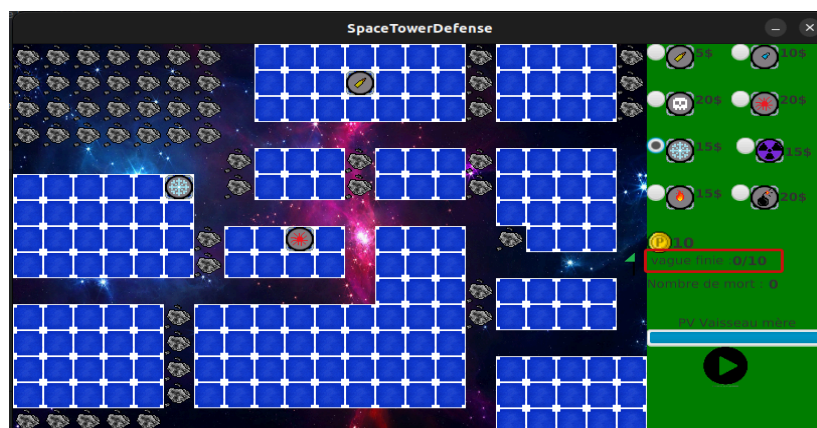 SpaceTowerDefense
5$ 10$
20$ 20$
15$ 15$
15$ 20$
P 10
vague finie :0/10
Nombre de mort : 0
PV Vaisseau mère